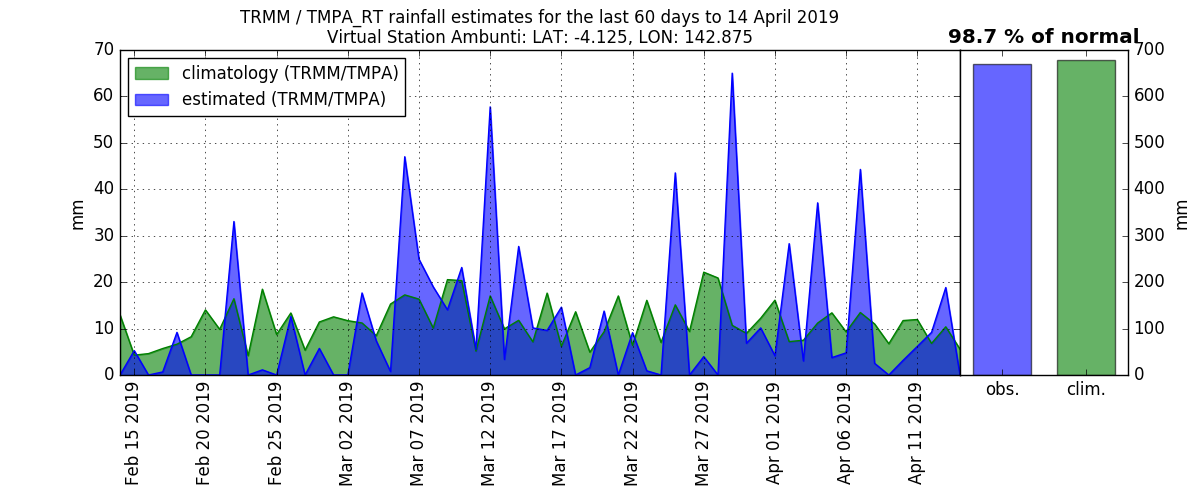 TRMM / TMPA_RT rainfall estimates for the last 60 days to 14 April 2019
Virtual Station Ambunti: LAT: -4.125, LON: 142.875
98.7 % of normal
climatology (TRMM/TMPA)
estimated (TRMM/TMPA)
70
60
50
40
30
20
10
0
mm
700
600
500
400
300
200
100
0
mm
Feb 15 2019
Feb 20 2019
Feb 25 2019
Mar 02 2019
Mar 07 2019
Mar 12 2019
Mar 17 2019
Mar 22 2019
Mar 27 2019
Apr 01 2019
Apr 06 2019
Apr 11 2019
obs.
clim.